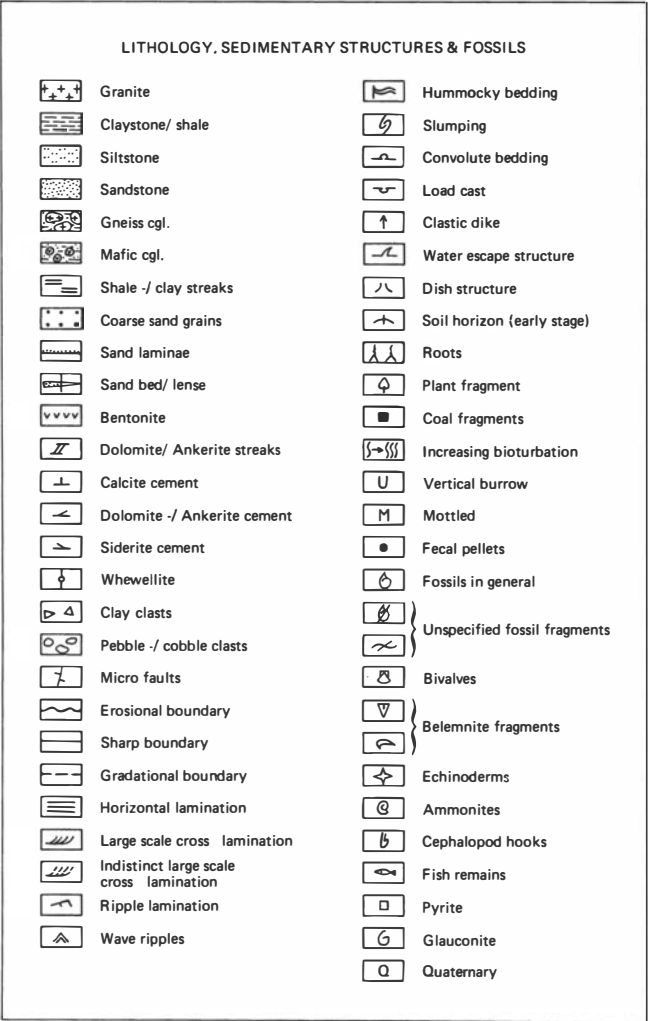 LITHOLOGY, SEDIMENTARY STRUCTURES & FOSSILS
Granite
Claystone/ shale
Siltstone
Sandstone
Gneiss cgl.
Mafic cgl.
Shale -/ clay streaks
Coarse sand grains
Sand laminae
Sand bed/ lense
vvvv Bentonite
Dolomite/ Ankerite streaks
Calcite cement
Dolomite -/ Ankerite cement
Siderite cement
Whewellite
Clay clasts
Pebble -/ cobble clasts
Micro faults
Erosional boundary
Sharp boundary
Gradational boundary
Horizontal lamination
Large scale cross lamination
Indistinct large scale
cross lamination
Ripple lamination
Wave ripples
Hummocky bedding
Slumping
Convolute bedding
Load cast
Clastic dike
Water escape structure
Dish structure
Soil horizon (early stage)
Roots
Plant fragment
Coal fragments
Increasing bioturbation
U Vertical burrow
M Mottled
Fecal pellets
Fossils in general
Unspecified fossil fragments
Bivalves
Belemnite fragments
Echinoderms
Ammonites
Cephalopod hooks
Fish remains
Pyrite
G Glauconite
Q Quaternary